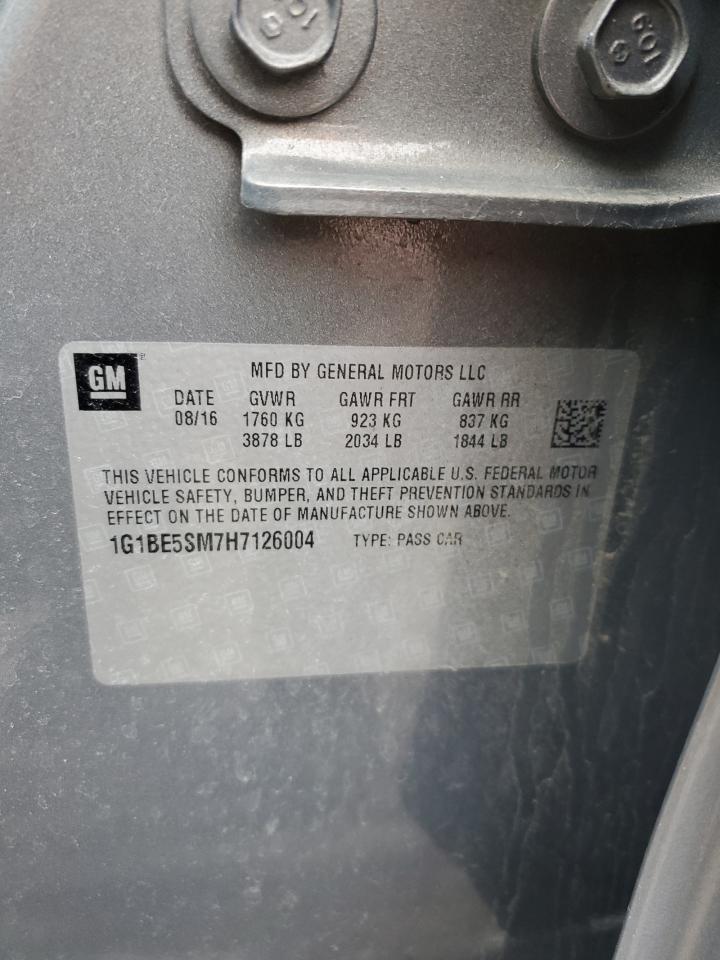 109
GM
MFD BY GENERAL MOTORS LLC
DATE GVWR GAWR FRT GAWR RR
08/16 1760 KG 923 KG 837 KG
3878 LB 2034 LB 1844 LB
THIS VEHICLE CONFORMS TO ALL APPLICABLE U.S. FEDERAL MOTOR
VEHICLE SAFETY, BUMPER, AND THEFT PREVENTION STANDARDS IN
EFFECT ON THE DATE OF MANUFACTURE SHOWN ABOVE.
1G1BE5SM7H7126004 TYPE: PASS CAR